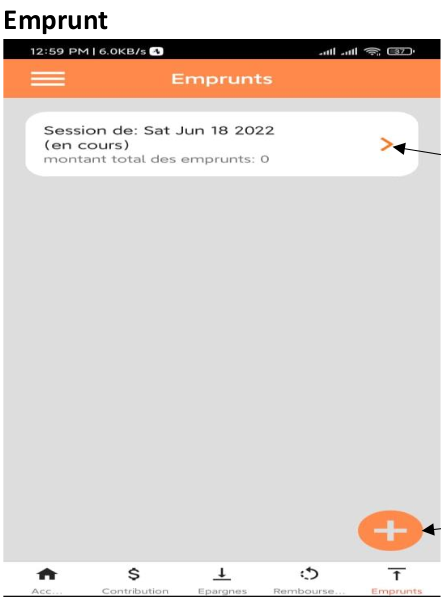 Emprunt
12:59 PM | 6.0KB/s
37
Emprunts
Session de: Sat Jun 18 2022
(en cours)
montant total des emprunts: 0
Acc... Contribution Epargnes Rembourse... Emprunts